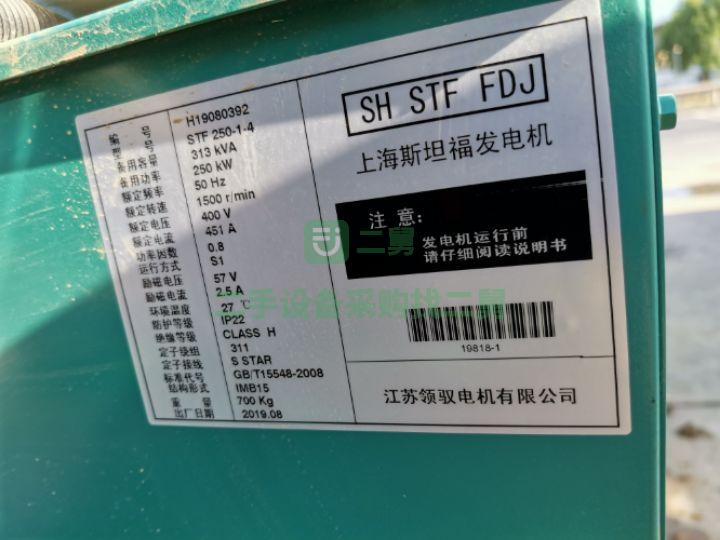 编号 H19080392
型号 STF 250-1-4
备用容量 313 kVA
备用功率 250 kW
额定频率 50 Hz
额定转速 1500 r/min
额定电压 400 V
额定电流 451 A
功率因数 0.8
运行方式 S1
励磁电压 57 V
励磁电流 2.5 A
环境温度 27 ℃
防护等级 IP22
绝缘等级 CLASS H
定子绕组 311
定子接线 S STAR
标准代号 GB/T15548-2008
结构形式 IMB15
重量 700 Kg
出厂日期 2019.08
SH STF FDJ
上海斯坦福发电机
注意:
发电机运行前
请仔细阅读说明书
19818-1
江苏领驭电机有限公司
二舅
二手设备采购找二舅